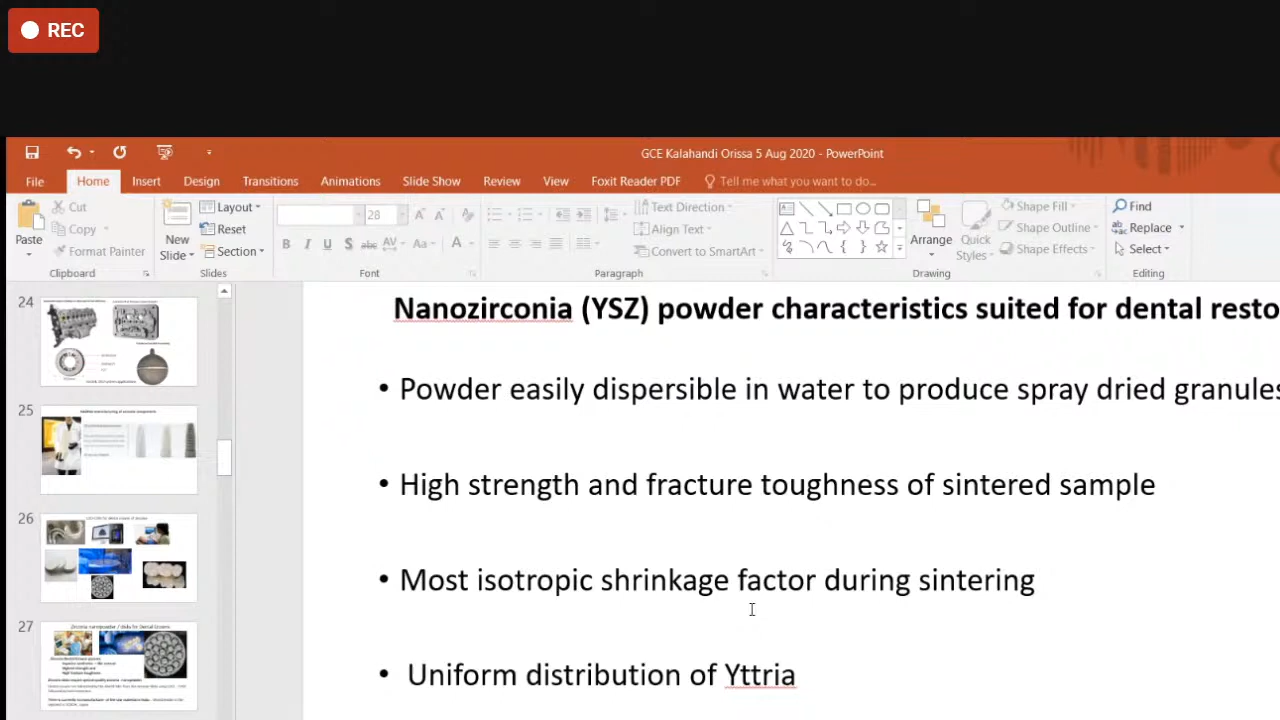 REC
GCE Kalahandi Orissa 5 Aug 2020 - PowerPoint
File Home Insert Design Transitions Animations Slide Show Review View Foxit Reader PDF Tell me what you want to do...
Cut Layout 28 Text Direction Shape Fill Find
Copy Reset Align Text Shape Outline Replace
Paste Format Painter New Slide Section B I U S abc AV Aa A Convert to SmartArt Arrange Quick Styles Shape Effects Select
Clipboard Slides Font Paragraph Drawing Editing
24
25
26
27
Nanozirconia (YSZ) powder characteristics suited for dental resto
• Powder easily dispersible in water to produce spray dried granules
• High strength and fracture toughness of sintered sample
• Most isotropic shrinkage factor during sintering
• Uniform distribution of Yttria